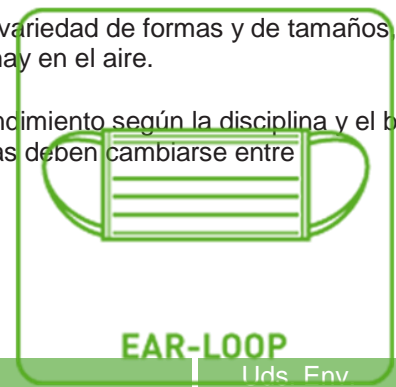 variedad de formas y de tamaños,
hay en el aire.
ndimiento según la disciplina y el b
as deben cambiarse entre
EAR-LOOP
Uds. Env.